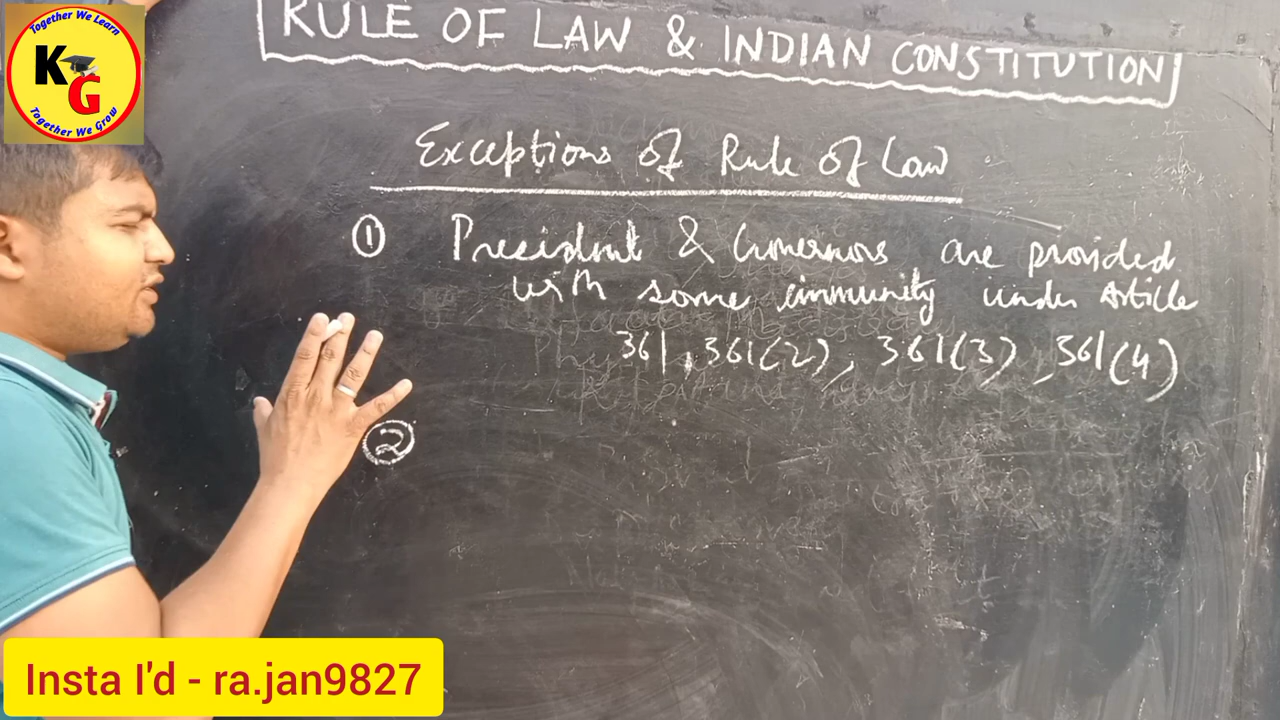 Together We Learn
KG
Together We Grow
RULE OF LAW & INDIAN CONSTITUTION
Exceptions of Rule of Law
① President & Governors are provided
with some immunity under Article
361, 361(2), 361(3), 361(4)
②
Insta I'd - ra.jan9827